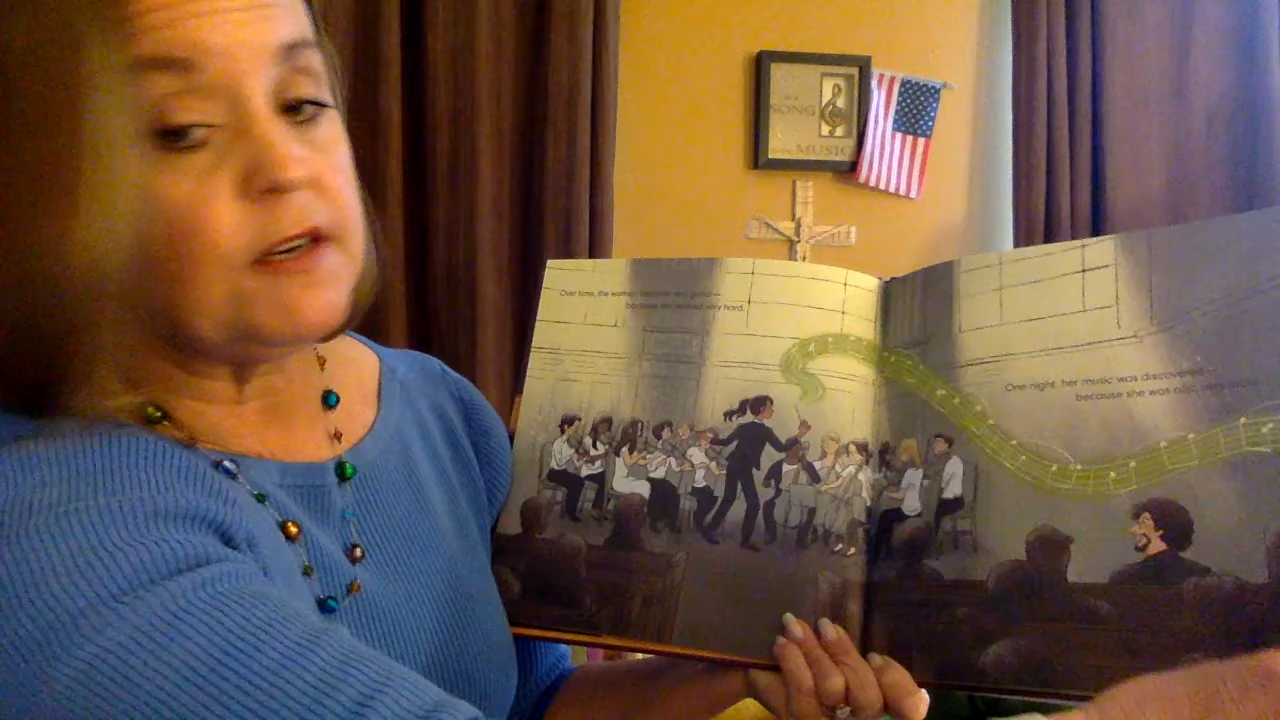 SONG
MUSIC
Over time, the woman became very good—
because she worked very hard.
One night, her music was discovered—
because she was